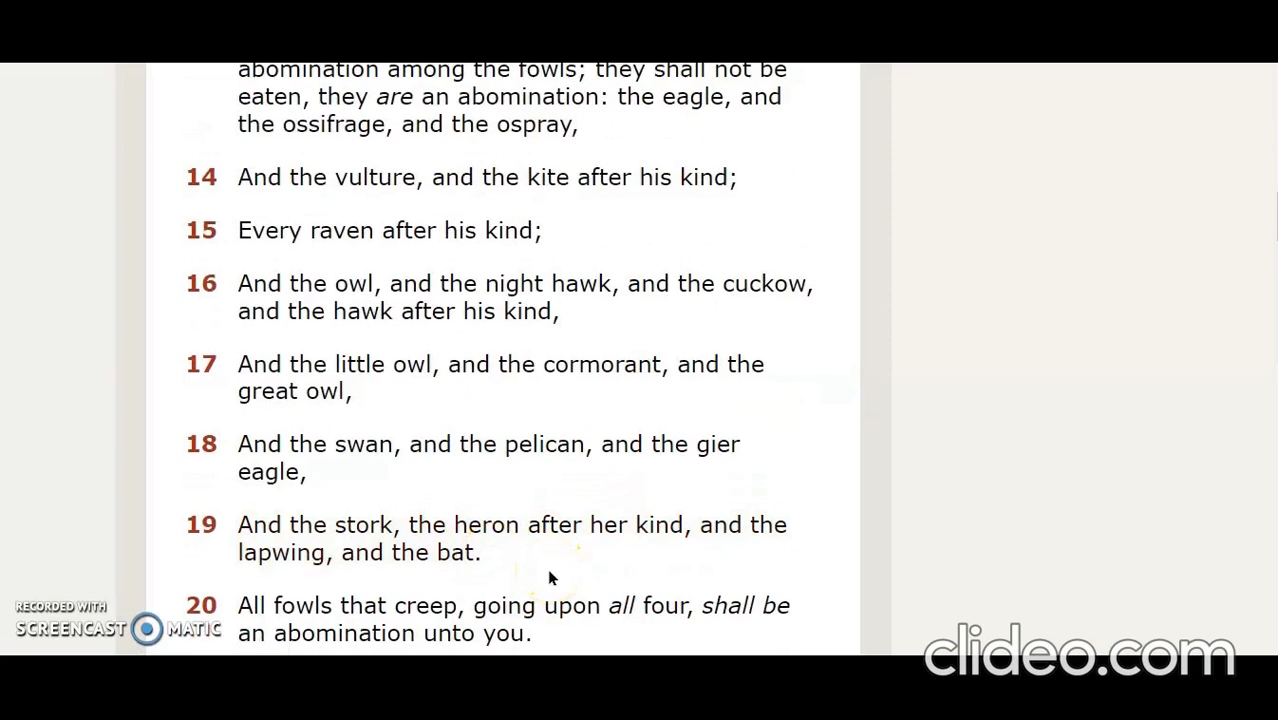 abomination among the fowls; they shall not be
eaten, they are an abomination: the eagle, and
the ossifrage, and the ospray,
14 And the vulture, and the kite after his kind;
15 Every raven after his kind;
16 And the owl, and the night hawk, and the cuckow,
and the hawk after his kind,
17 And the little owl, and the cormorant, and the
great owl,
18 And the swan, and the pelican, and the gier
eagle,
19 And the stork, the heron after her kind, and the
lapwing, and the bat.
20 All fowls that creep, going upon all four, shall be
an abomination unto you.
RECORDED WITH
SCREENCAST MATIC
clideo.com